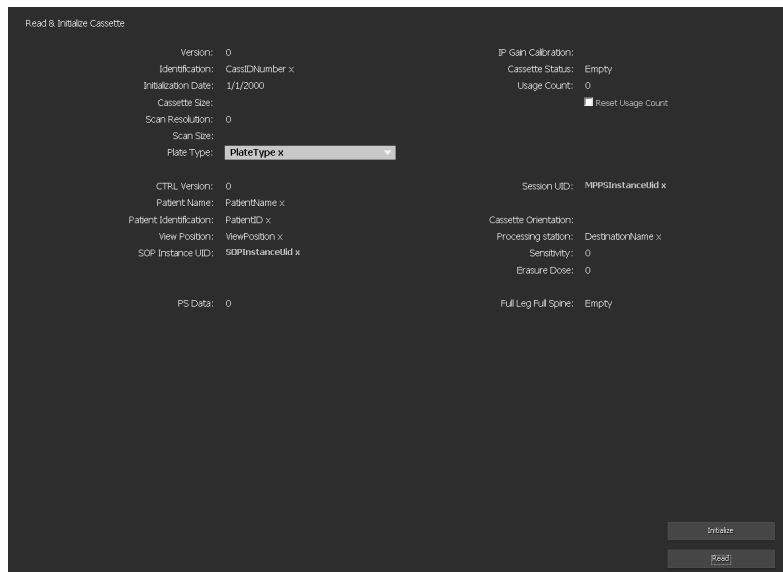 Read & Initialize Cassette
Version: 0
IP Gain Calibration:
Identification: CassIDNumber x
Cassette Status: Empty
Initialization Date: 1/1/2000
Usage Count: 0
Cassette Size:
Reset Usage Count
Scan Resolution: 0
Scan Size:
Plate Type: PlateType x
CTRL Version: 0
Session UID: MPPSInstanceUid x
Patient Name: PatientName x
Patient Identification: PatientID x
Cassette Orientation:
View Position: ViewPosition x
Processing station: DestinationName x
SOP Instance UID: SOPInstanceUid x
Sensitivity: 0
Erasure Dose: 0
PS Data: 0
Full Leg Full Spine: Empty
Initialize
Read